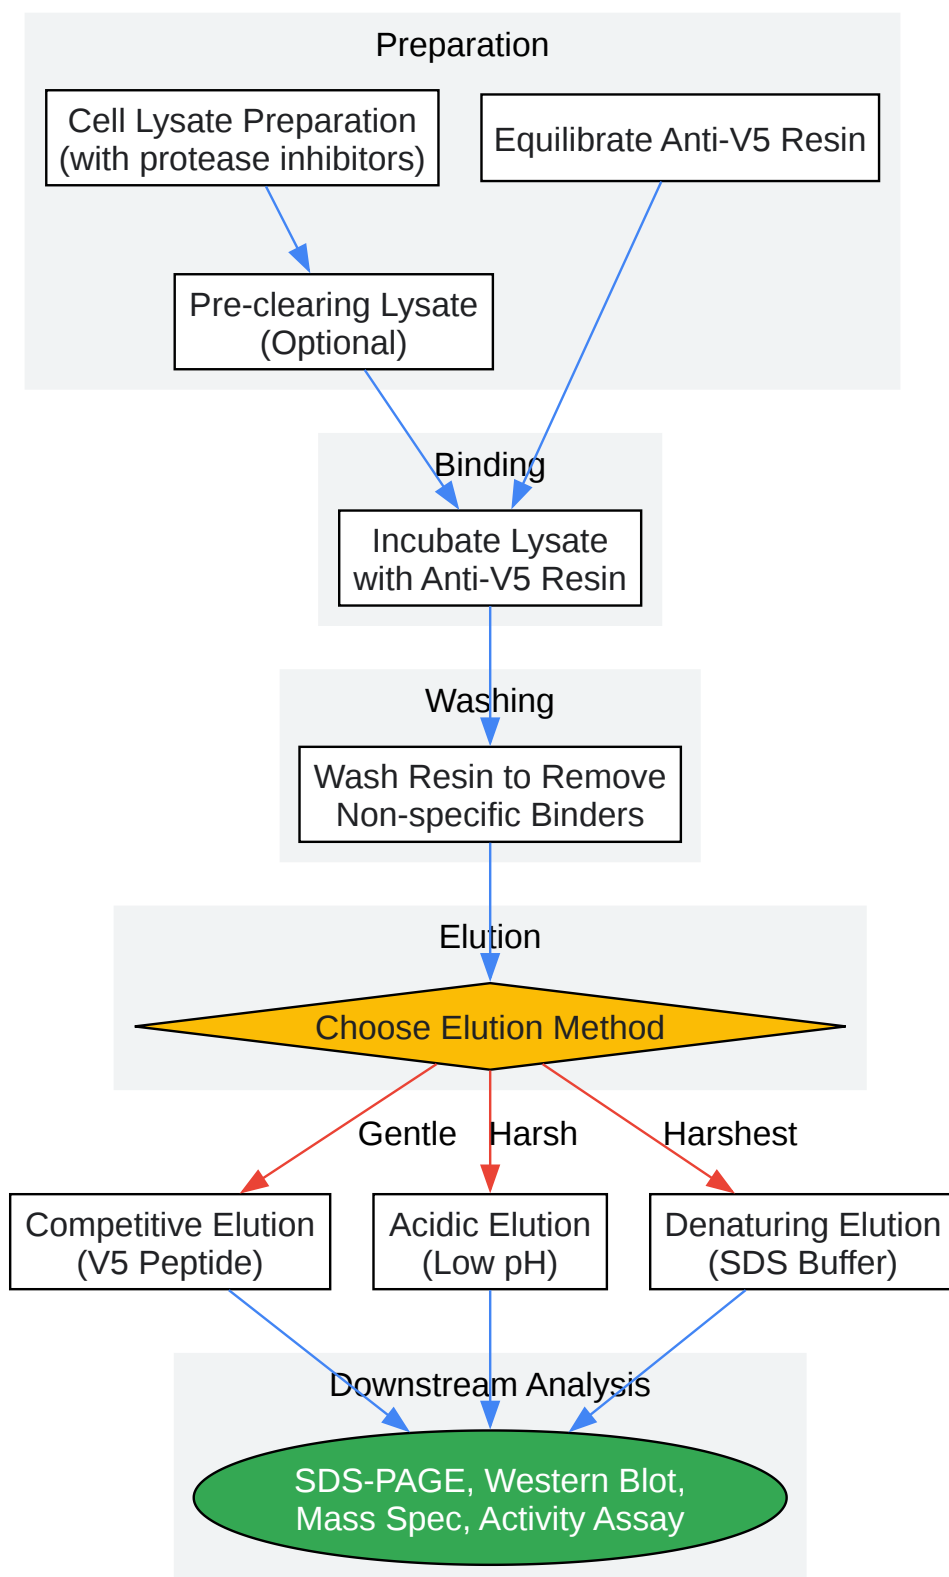 Preparation
Cell Lysate Preparation
(with protease inhibitors)
Equilibrate Anti-V5 Resin
Pre-clearing Lysate
(Optional)
Binding
Incubate Lysate
with Anti-V5 Resin
Washing
Wash Resin to Remove
Non-specific Binders
Elution
Choose Elution Method
Gentle
Harsh
Harshest
Competitive Elution
(V5 Peptide)
Acidic Elution
(Low pH)
Denaturing Elution
(SDS Buffer)
Downstream Analysis
SDS-PAGE, Western Blot,
Mass Spec, Activity Assay